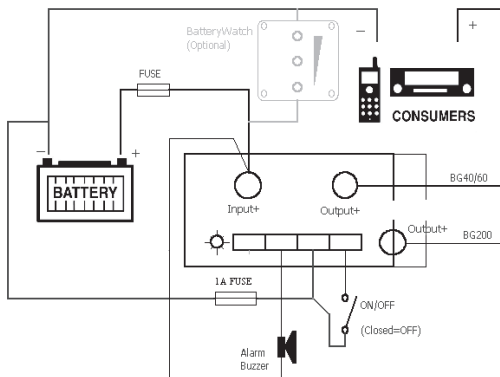 BatteryWatch
(Optional)
−
+
FUSE
CONSUMERS
−
+
BATTERY
BG40/60
Input+
Output+
Output+
BG200
1A FUSE
ON/OFF
(Closed=OFF)
Alarm
Buzzer